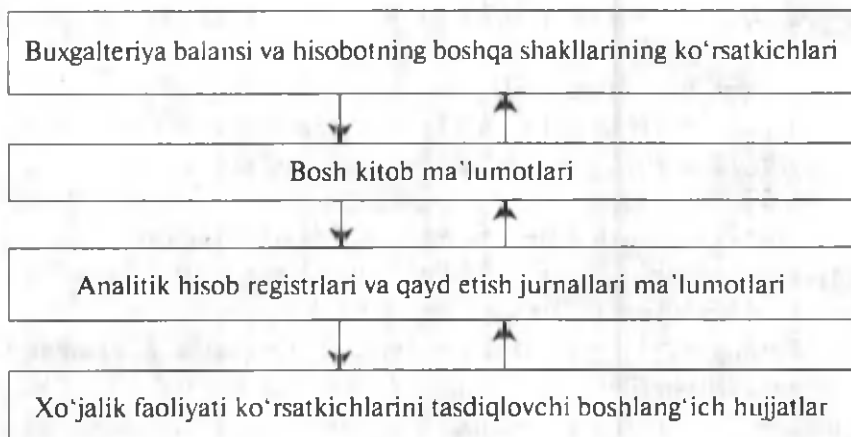 Buxgalteriya balansi va hisobotning boshqa shakllarining ko‘rsatkichlari
Bosh kitob ma'lumotlari
Analitik hisob registrlari va qayd etish jurnallari ma'lumotlari
Xo‘jalik faoliyati ko‘rsatkichlarini tasdiqlovchi boshlang‘ich hujjatlar